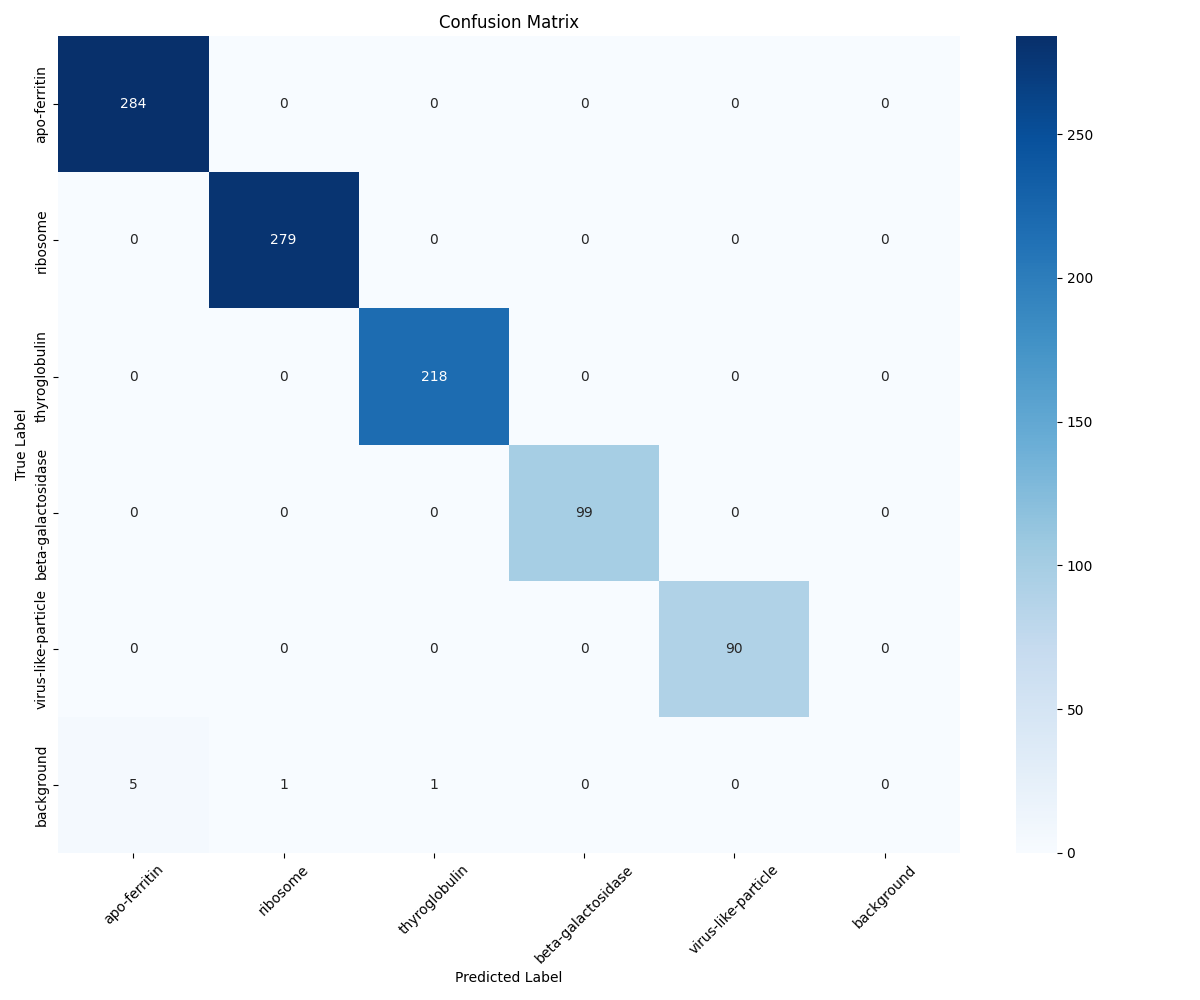 Confusion Matrix
True Label
apo-ferritin 284 0 0 0 0 0
ribosome 0 279 0 0 0 0
thyroglobulin 0 0 218 0 0 0
beta-galactosidase 0 0 0 99 0 0
virus-like-particle 0 0 0 0 90 0
background 5 1 1 0 0 0
apo-ferritin ribosome thyroglobulin beta-galactosidase virus-like-particle background
Predicted Label
250
200
150
100
50
0